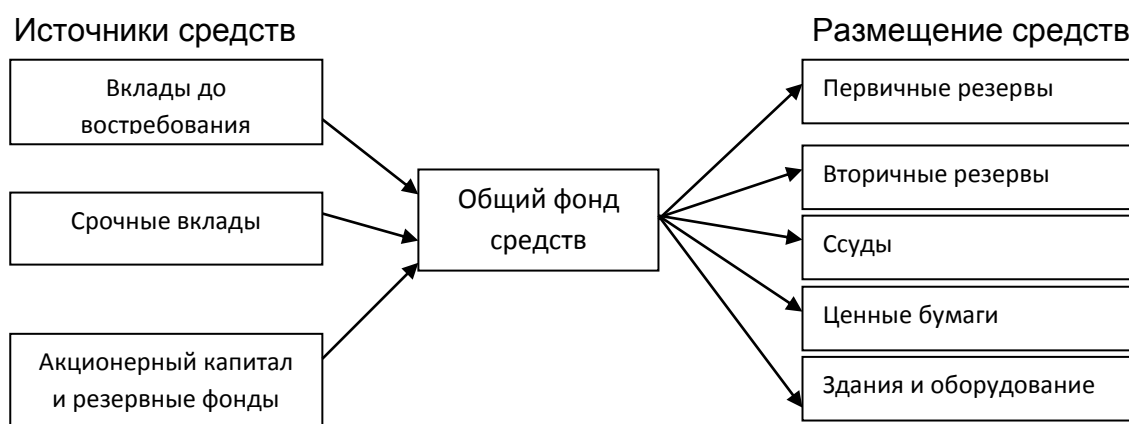 Источники средств
Размещение средств
Вклады до
востребования
Срочные вклады
Акционерный капитал
и резервные фонды
Общий фонд
средств
Первичные резервы
Вторичные резервы
Ссуды
Ценные бумаги
Здания и оборудование